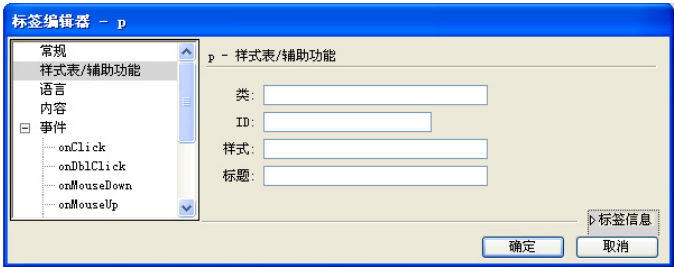 标签编辑器 - p
常规
样式表/辅助功能
语言
内容
事件
onClick
onDblClick
onMouseDown
onMouseUp
p - 样式表/辅助功能
类:
ID:
样式:
标题:
标签信息
确定
取消